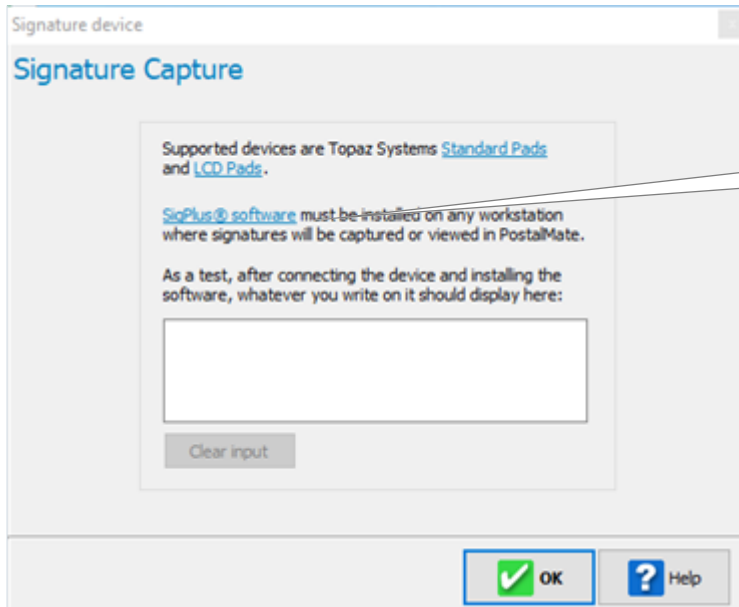 Signature device
Signature Capture
Supported devices are Topaz Systems Standard Pads
and LCD Pads.
SigPlus® software must be installed on any workstation
where signatures will be captured or viewed in PostalMate.
As a test, after connecting the device and installing the
software, whatever you write on it should display here:
Clear input
OK
Help